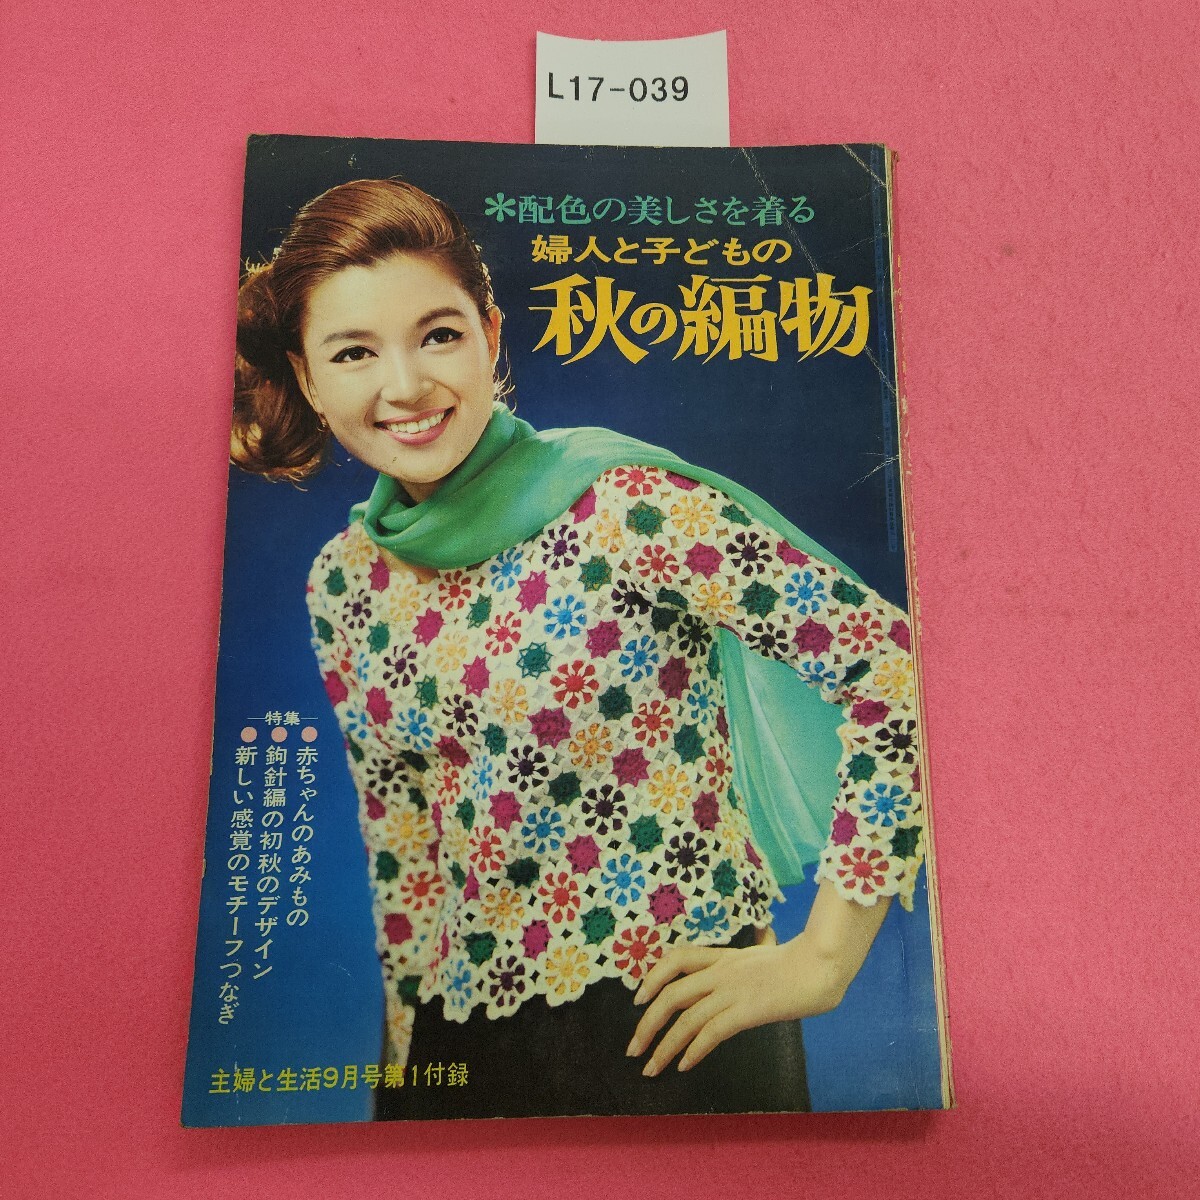 L17-039
*配色の美しさを着る
婦人と子どもの
秋の編物
特集
●赤ちゃんのあみもの
●鉤針編の初秋のデザイン
●新しい感覚のモチーフつなぎ
主婦と生活9月号第1付録